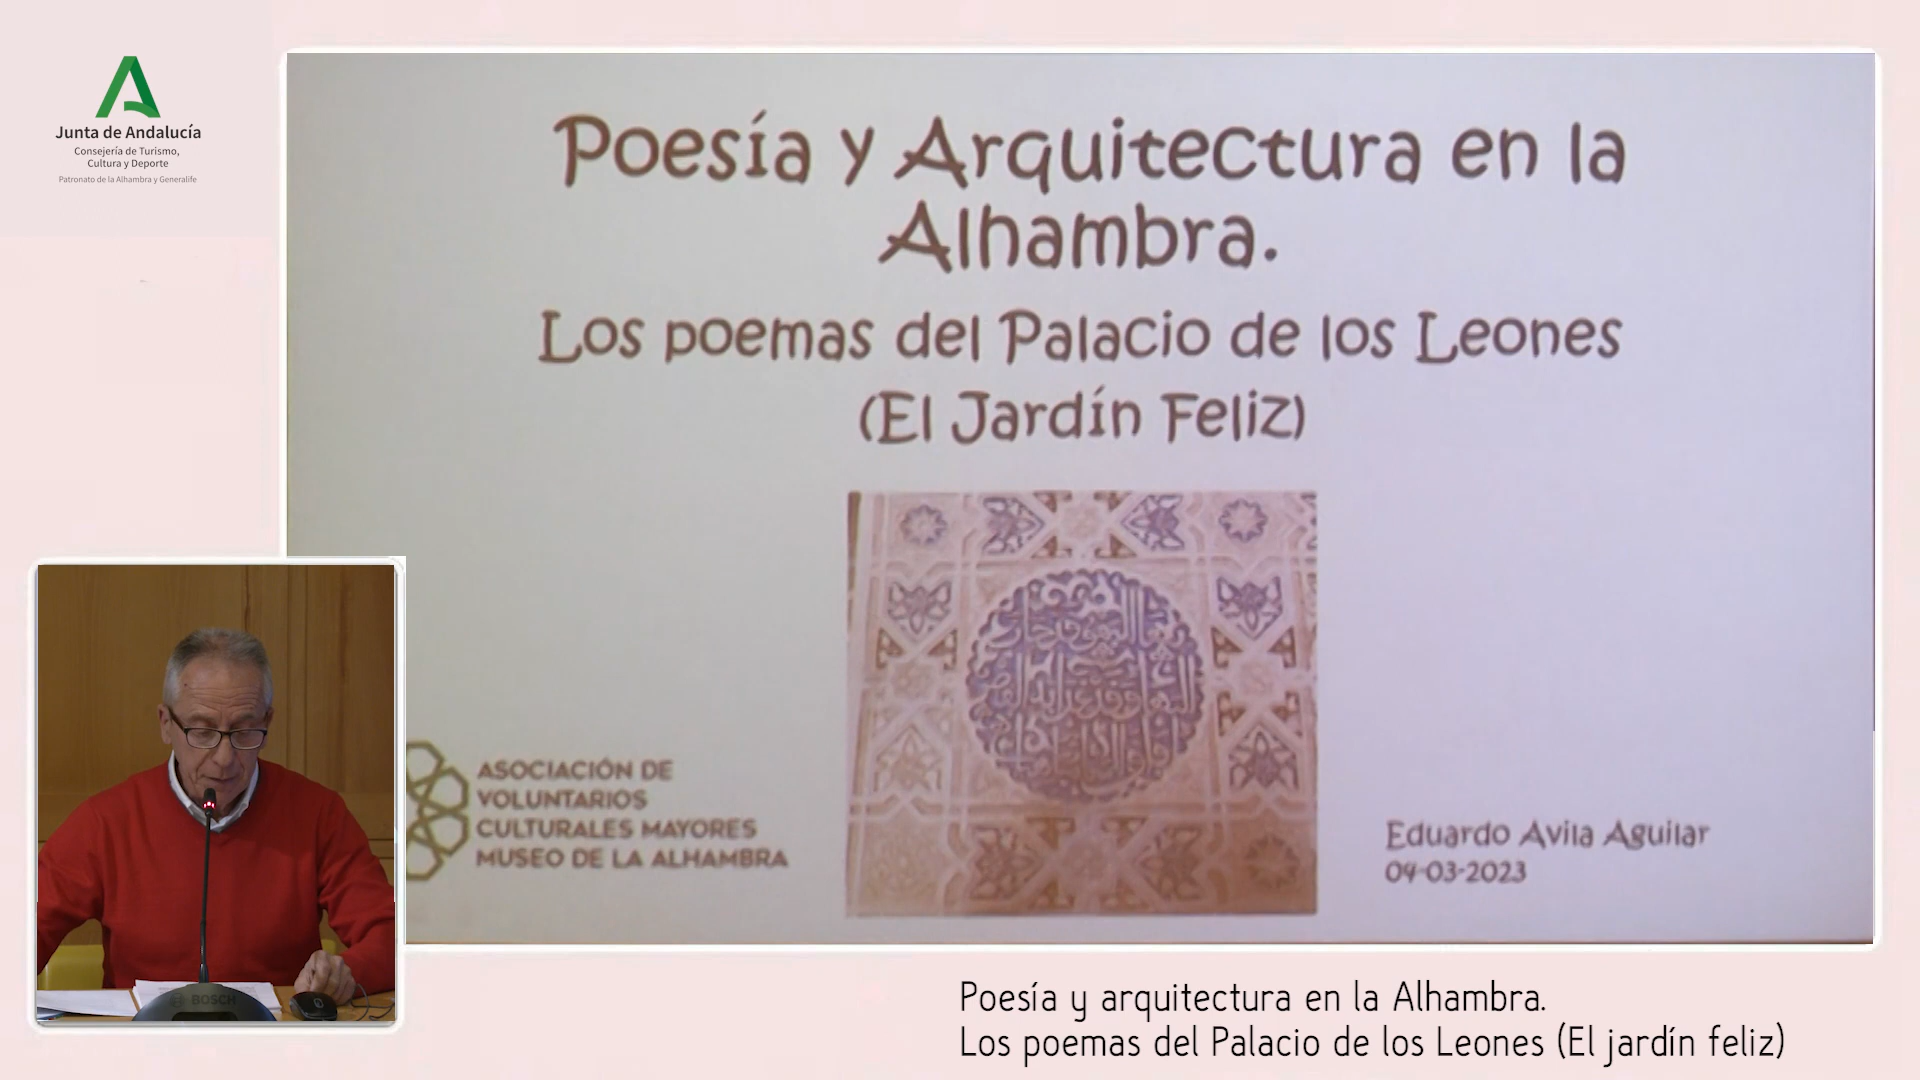 Junta de Andalucía
Consejería de Turismo,
Cultura y Deporte
Patronato de la Alhambra y Generalife
Poesía y Arquitectura en la
Alhambra.
Los poemas del Palacio de los Leones
(El Jardín Feliz)
ASOCIACIÓN DE
VOLUNTARIOS
CULTURALES MAYORES
MUSEO DE LA ALHAMBRA
Eduardo Avila Aguilar
04-03-2023
BOSCH
Poesía y arquitectura en la Alhambra.
Los poemas del Palacio de los Leones (El jardín feliz)